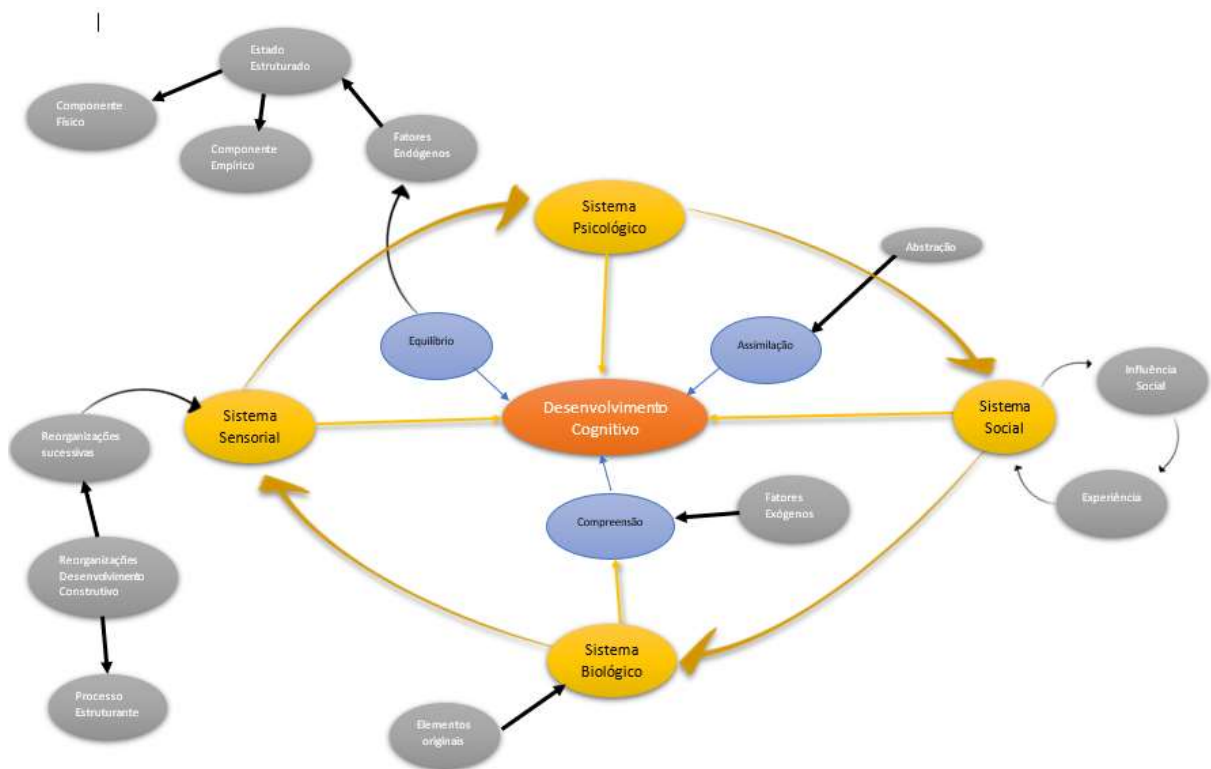 Estado
Estruturado
Componente
Físico
Componente
Empírico
Fatores
Endógenos
Sistema
Psicológico
Abstração
Equilíbrio
Assimilação
Influência
Social
Desenvolvimento
Cognitivo
Sistema
Sensorial
Sistema
Social
Reorganizações
sucessivas
Experiência
Fatores
Exógenos
Compreensão
Reorganizações
Desenvolvimento
Construtivo
Sistema
Biológico
Processo
Estruturante
Elementos
originais